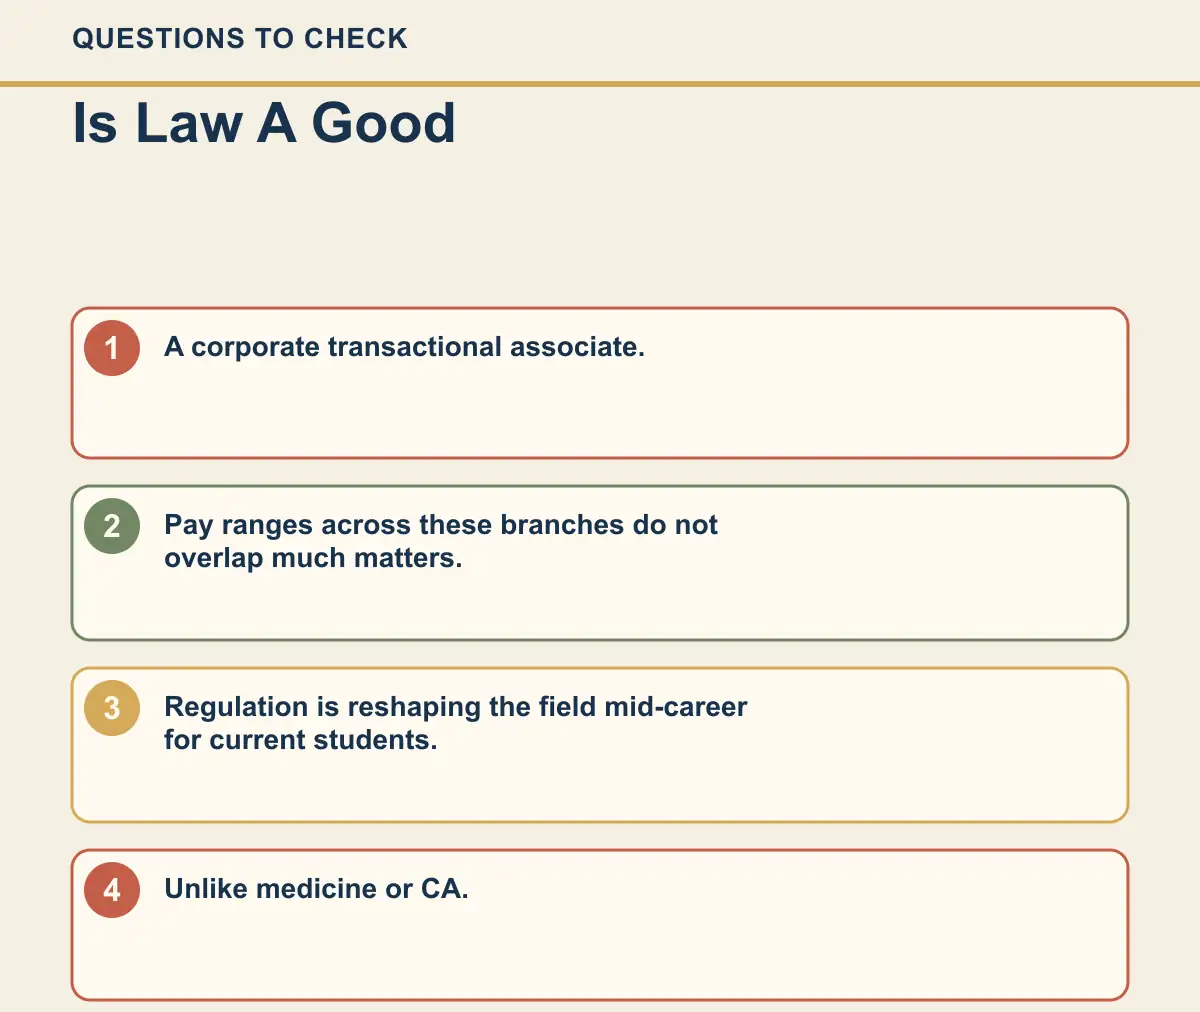 QUESTIONS TO CHECK
Is Law A Good
1
A corporate transactional associate.
2
Pay ranges across these branches do not
overlap much matters.
3
Regulation is reshaping the field mid-career
for current students.
4
Unlike medicine or CA.